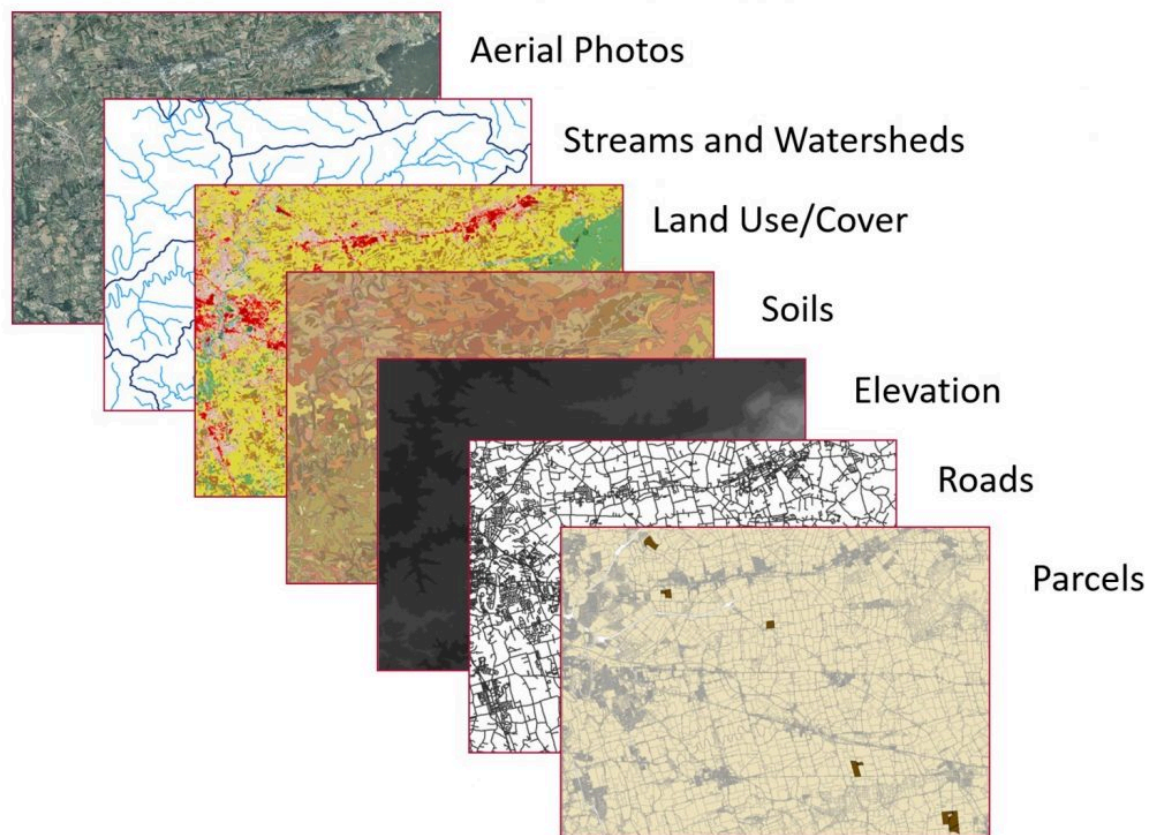 Aerial Photos
Streams and Watersheds
Land Use/Cover
Soils
Elevation
Roads
Parcels